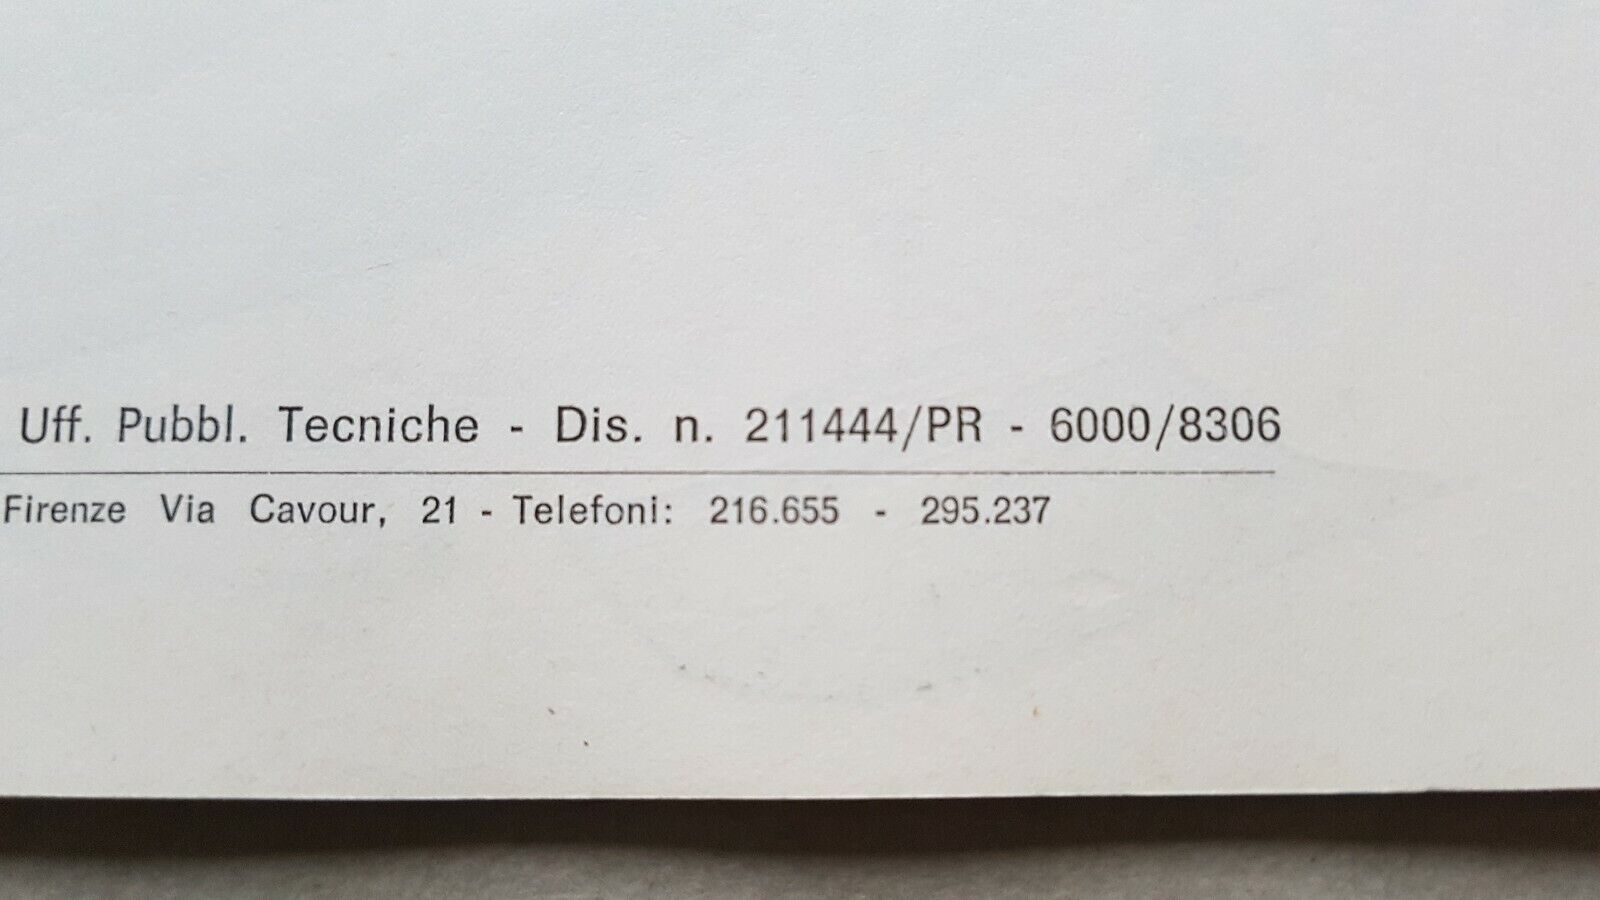 Uff. Pubbl. Tecniche - Dis. n. 211444/PR - 6000/8306
Firenze Via Cavour, 21 - Telefoni: 216.655 - 295.237